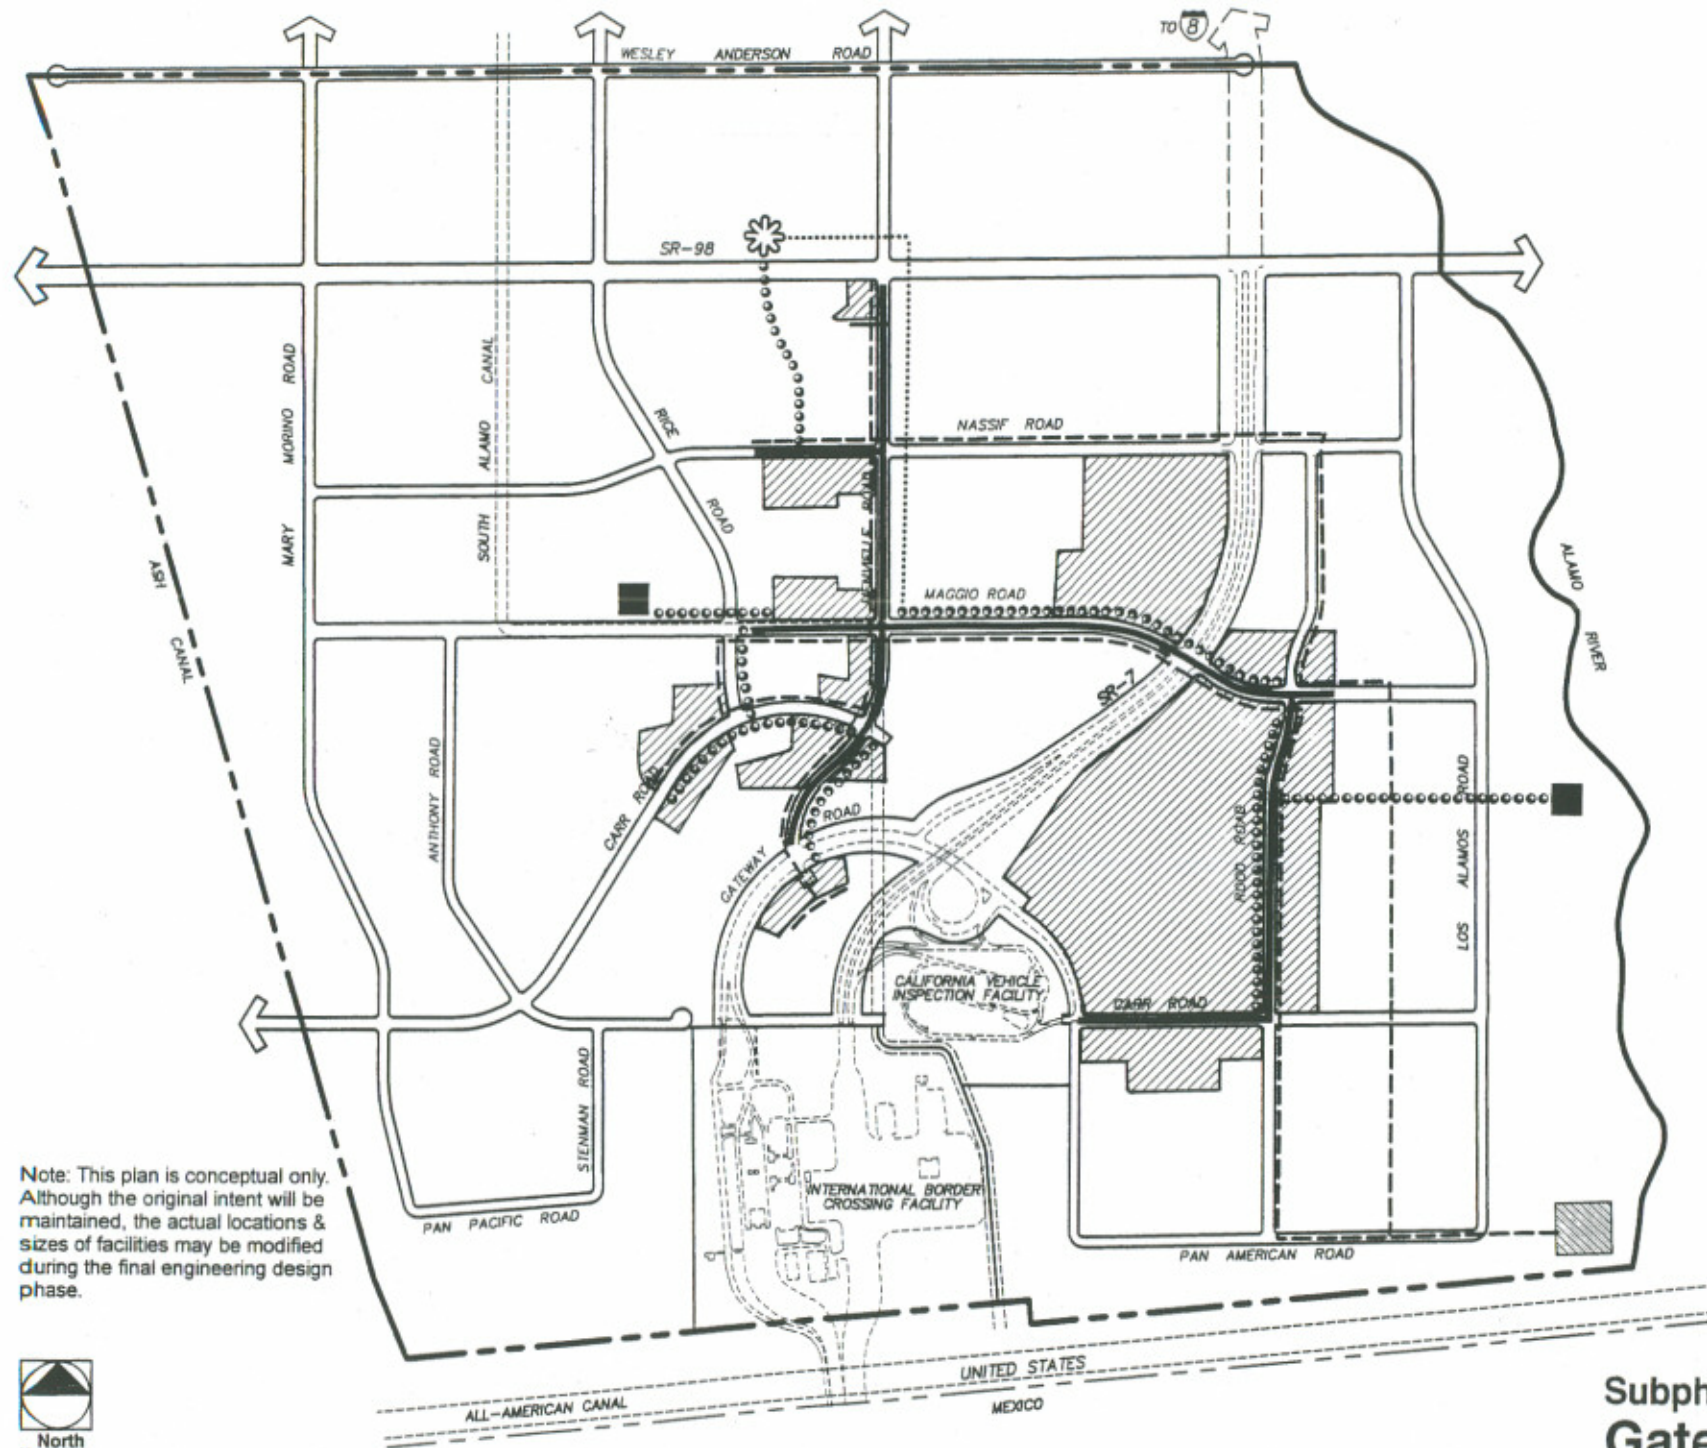 TO 8
WESLEY ANDERSON ROAD
SR-98
MARY MORINO ROAD
SOUTH ALAMO CANAL
RICE ROAD
NASSIF ROAD
ASH CANAL
MAGGIO ROAD
ALAMO RIVER
SR-7
ANTHONY ROAD
CARR ROAD
GATEWAY ROAD
ROOD ROAD
LOS ALAMOS ROAD
CALIFORNIA VEHICLE
INSPECTION FACILITY
CARR ROAD
STENMAN ROAD
INTERNATIONAL BORDER
CROSSING FACILITY
PAN PACIFIC ROAD
PAN AMERICAN ROAD
Note: This plan is conceptual only.
Although the original intent will be
maintained, the actual locations &
sizes of facilities may be modified
during the final engineering design
phase.
North
ALL-AMERICAN CANAL
UNITED STATES
MEXICO
Subph
Gate